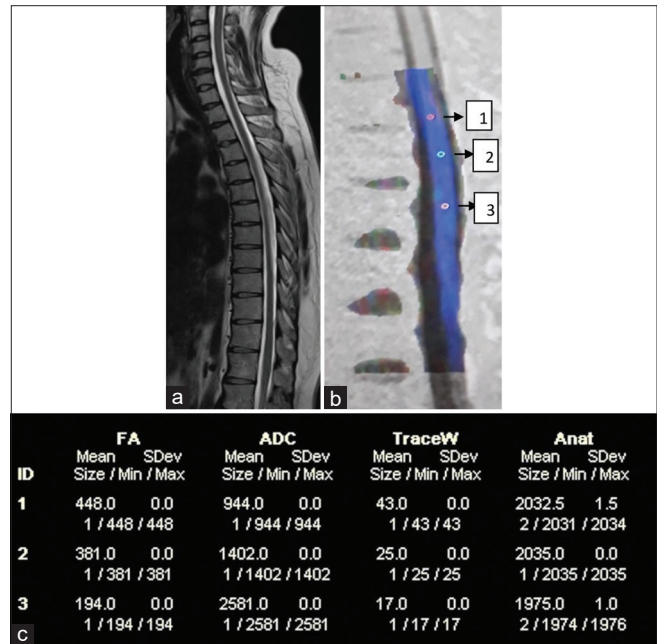 1
2
3
a
b
FA ADC TraceW Anat
Mean SDev Mean SDev Mean SDev Mean SDev
ID Size / Min / Max Size / Min / Max Size / Min / Max Size / Min / Max
1 448.0 0.0 944.0 0.0 43.0 0.0 2032.5 1.5
1 / 448 / 448 1 / 944 / 944 1 / 43 / 43 2 / 2031 / 2034
2 381.0 0.0 1402.0 0.0 25.0 0.0 2035.0 0.0
1 / 381 / 381 1 / 1402 / 1402 1 / 25 / 25 1 / 2035 / 2035
3 194.0 0.0 2581.0 0.0 17.0 0.0 1975.0 1.0
1 / 194 / 194 1 / 2581 / 2581 1 / 17 / 17 2 / 1974 / 1976
c